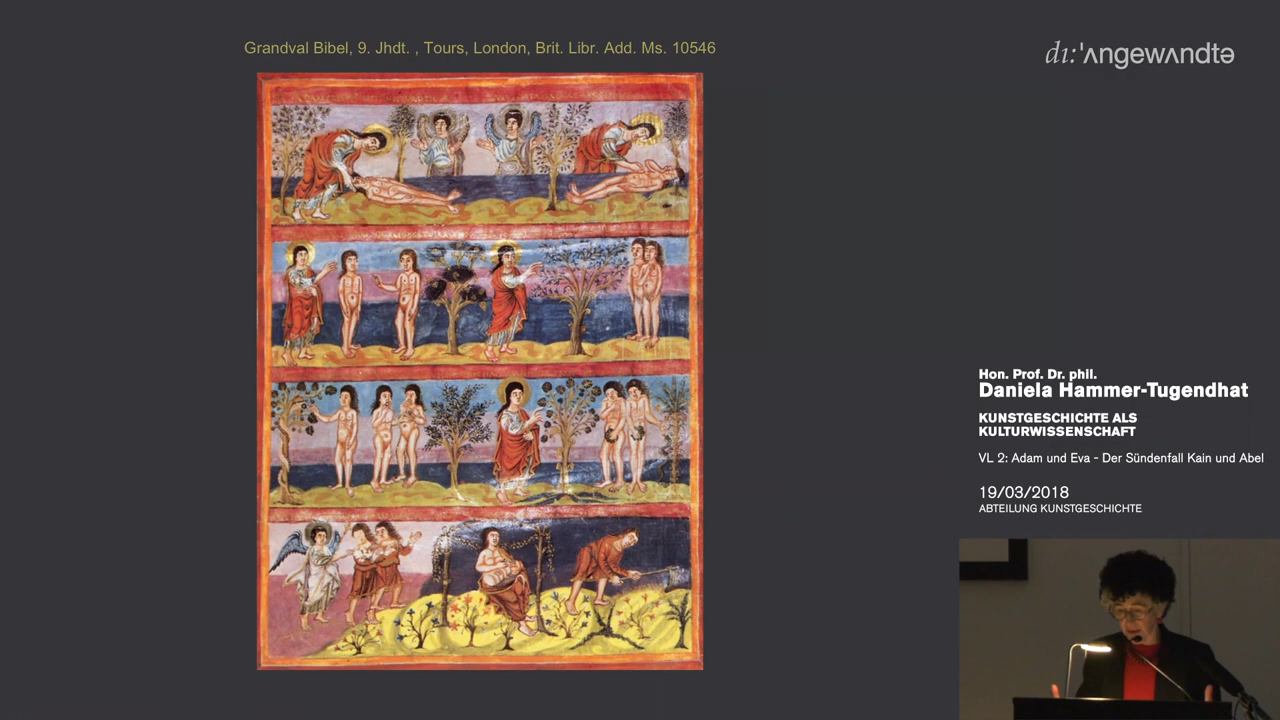 Grandval Bibel, 9. Jhdt. , Tours, London, Brit. Libr. Add. Ms. 10546
dı:ˈʌngewʌndtə
Hon. Prof. Dr. phil.
Daniela Hammer-Tugendhat
KUNSTGESCHICHTE ALS
KULTURWISSENSCHAFT
VL 2: Adam und Eva - Der Sündenfall Kain und Abel
19/03/2018
ABTEILUNG KUNSTGESCHICHTE